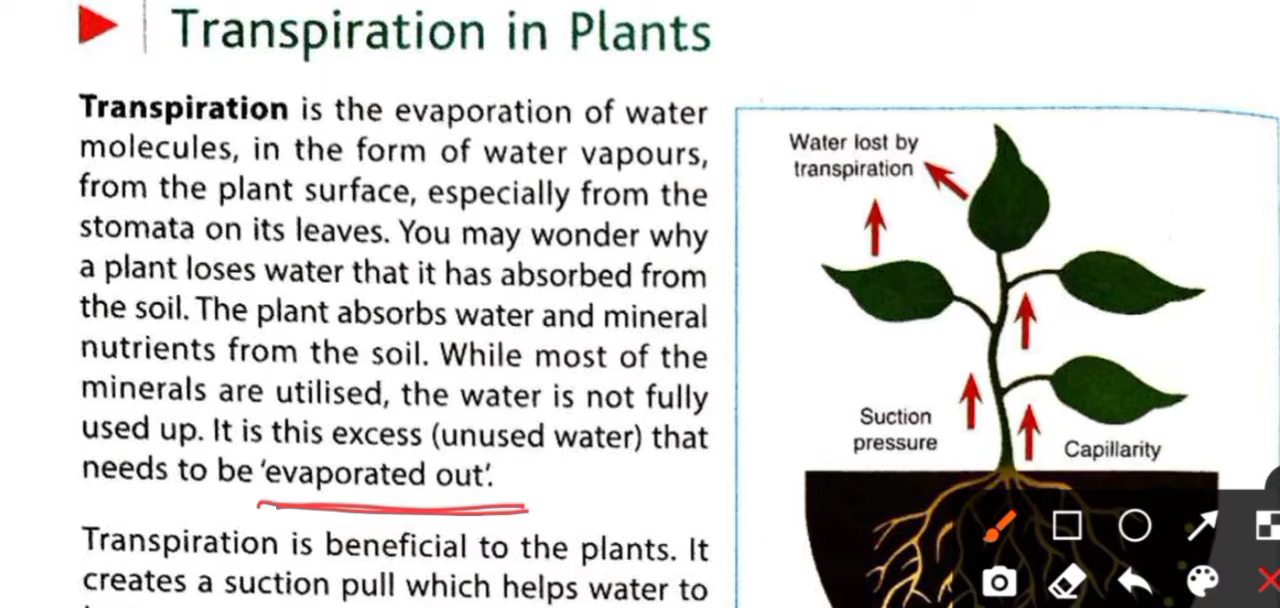 Transpiration in Plants
Transpiration is the evaporation of water
molecules, in the form of water vapours,
from the plant surface, especially from the
stomata on its leaves. You may wonder why
a plant loses water that it has absorbed from
the soil. The plant absorbs water and mineral
nutrients from the soil. While most of the
minerals are utilised, the water is not fully
used up. It is this excess (unused water) that
needs to be ‘evaporated out’.
Transpiration is beneficial to the plants. It
creates a suction pull which helps water to
Water lost by
transpiration
Suction
pressure
Capillarity